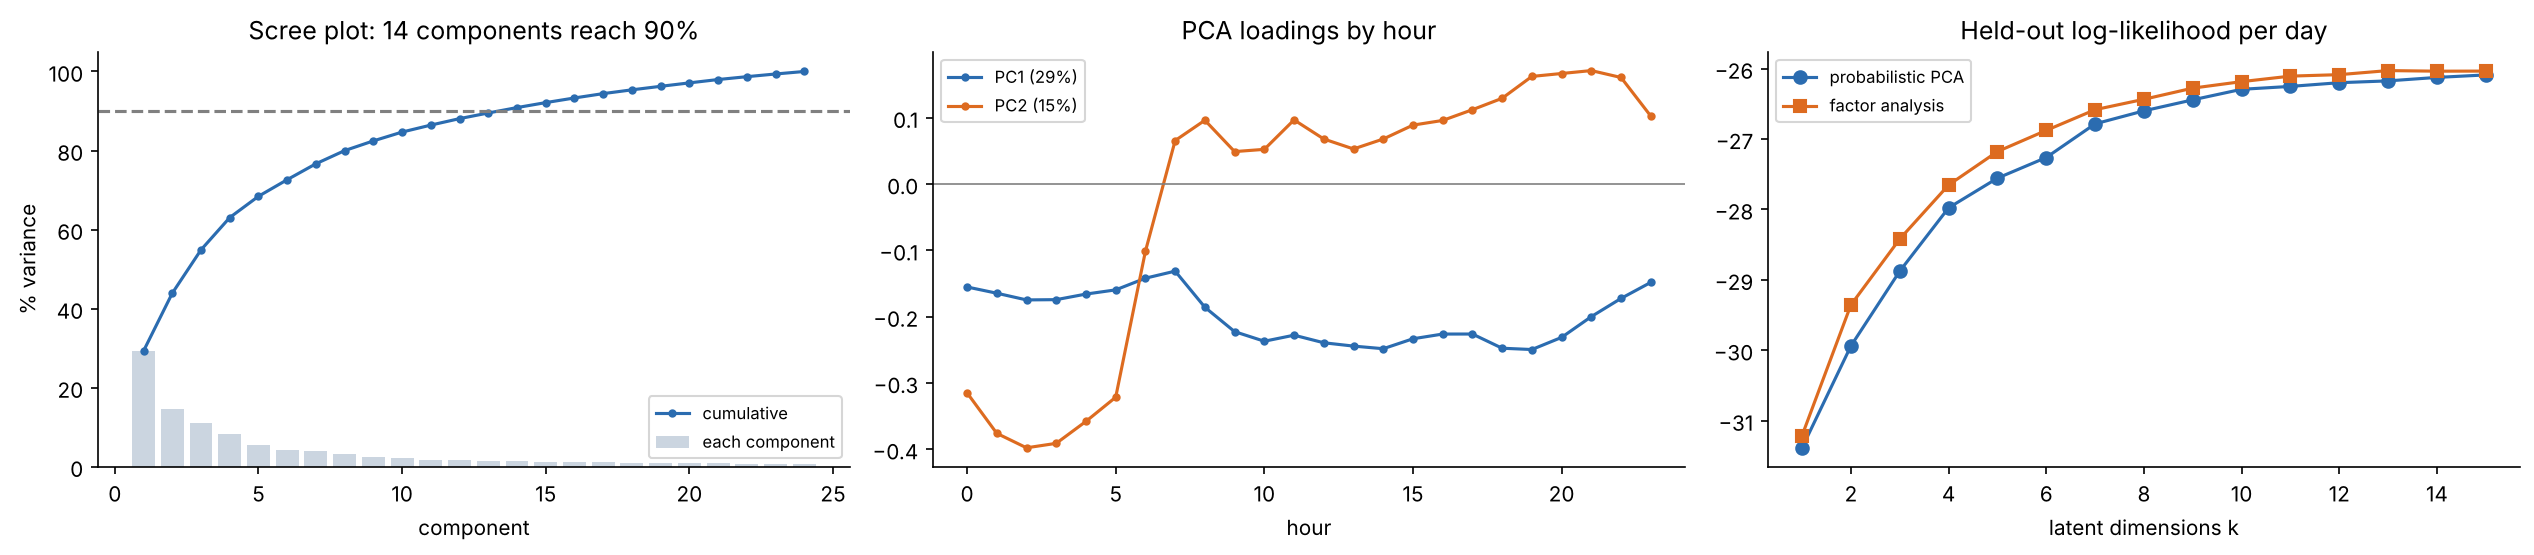 Scree plot: 14 components reach 90%
% variance
100
80
60
40
20
0
cumulative
each component
0 5 10 15 20 25
component
PCA loadings by hour
PC1 (29%)
PC2 (15%)
0.1
0.0
−0.1
−0.2
−0.3
−0.4
0 5 10 15 20
hour
Held-out log-likelihood per day
probabilistic PCA
factor analysis
−26
−27
−28
−29
−30
−31
2 4 6 8 10 12 14
latent dimensions k